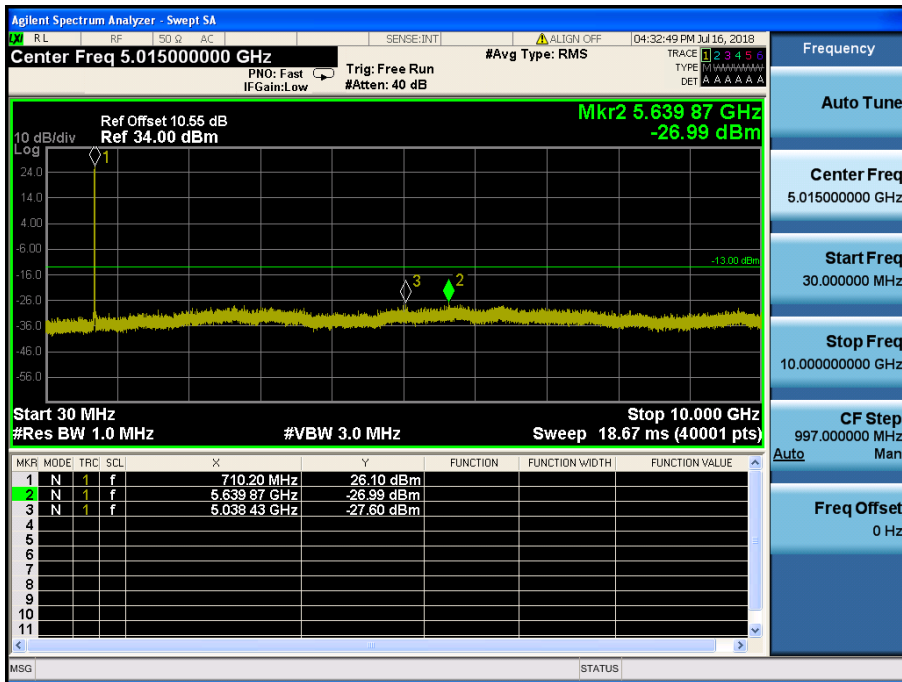 Agilent Spectrum Analyzer - Swept SA
LXI RL RF 50 Ω AC SENSE:INT ALIGN OFF 04:32:49 PM Jul 16, 2018
Center Freq 5.015000000 GHz
PNO: Fast
IFGain:Low
Trig: Free Run
#Atten: 40 dB
#Avg Type: RMS
TRACE 1 2 3 4 5 6
TYPE M WWWWW
DET A A A A A A
Frequency
Auto Tune
Center Freq
5.015000000 GHz
Start Freq
30.000000 MHz
Stop Freq
10.000000000 GHz
CF Step
997.000000 MHz
Auto Man
Freq Offset
0 Hz
Mkr2 5.639 87 GHz
-26.99 dBm
Ref Offset 10.55 dB
10 dB/div Ref 34.00 dBm
Log
1
24.0
14.0
4.00
-6.00
-13.00 dBm
-16.0
3
2
-26.0
-36.0
-46.0
-56.0
Start 30 MHz Stop 10.000 GHz
#Res BW 1.0 MHz #VBW 3.0 MHz Sweep 18.67 ms (40001 pts)
MKR MODE TRC SCL X Y FUNCTION FUNCTION WIDTH FUNCTION VALUE
1 N 1 f 710.20 MHz 26.10 dBm
2 N 1 f 5.639 87 GHz -26.99 dBm
3 N 1 f 5.038 43 GHz -27.60 dBm
4
5
6
7
8
9
10
11
MSG STATUS